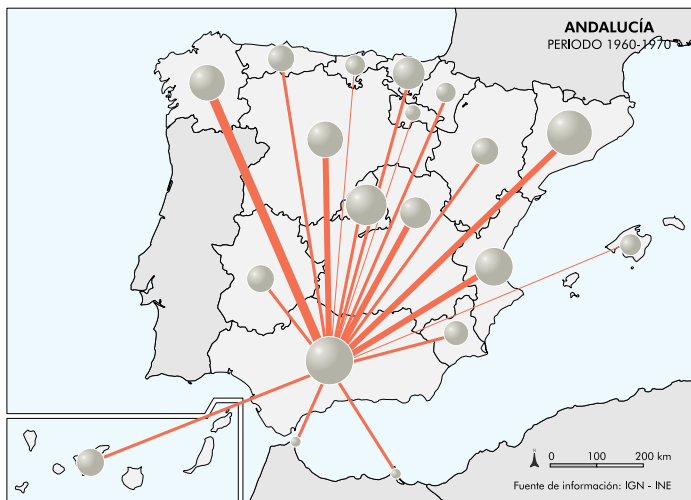 ANDALUCÍA
PERIODO 1960-1970
N
0 100 200 km
Fuente de información: IGN - INE